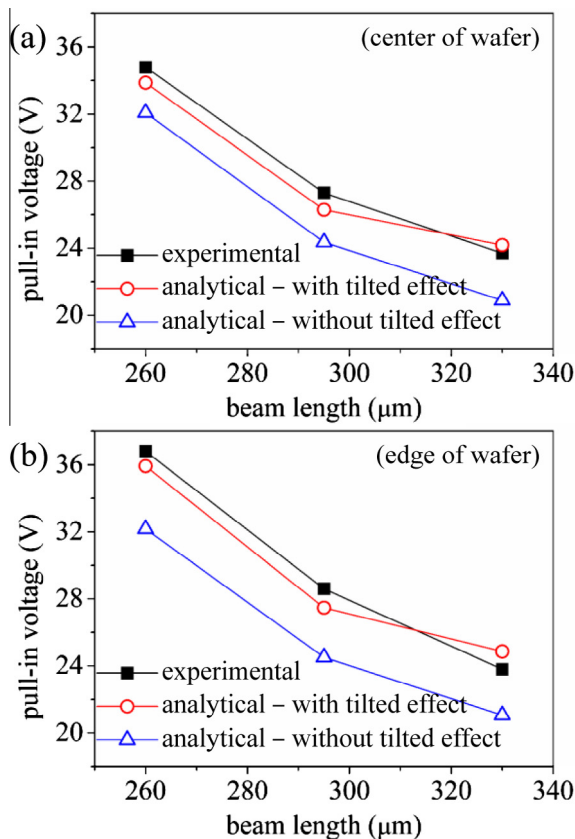 (a)
(center of wafer)
36
32
28
24
20
pull-in voltage (V)
experimental
analytical – with tilted effect
analytical – without tilted effect
260
280
300
320
340
beam length (μm)
(b)
(edge of wafer)
36
32
28
24
20
pull-in voltage (V)
experimental
analytical – with tilted effect
analytical – without tilted effect
260
280
300
320
340
beam length (μm)